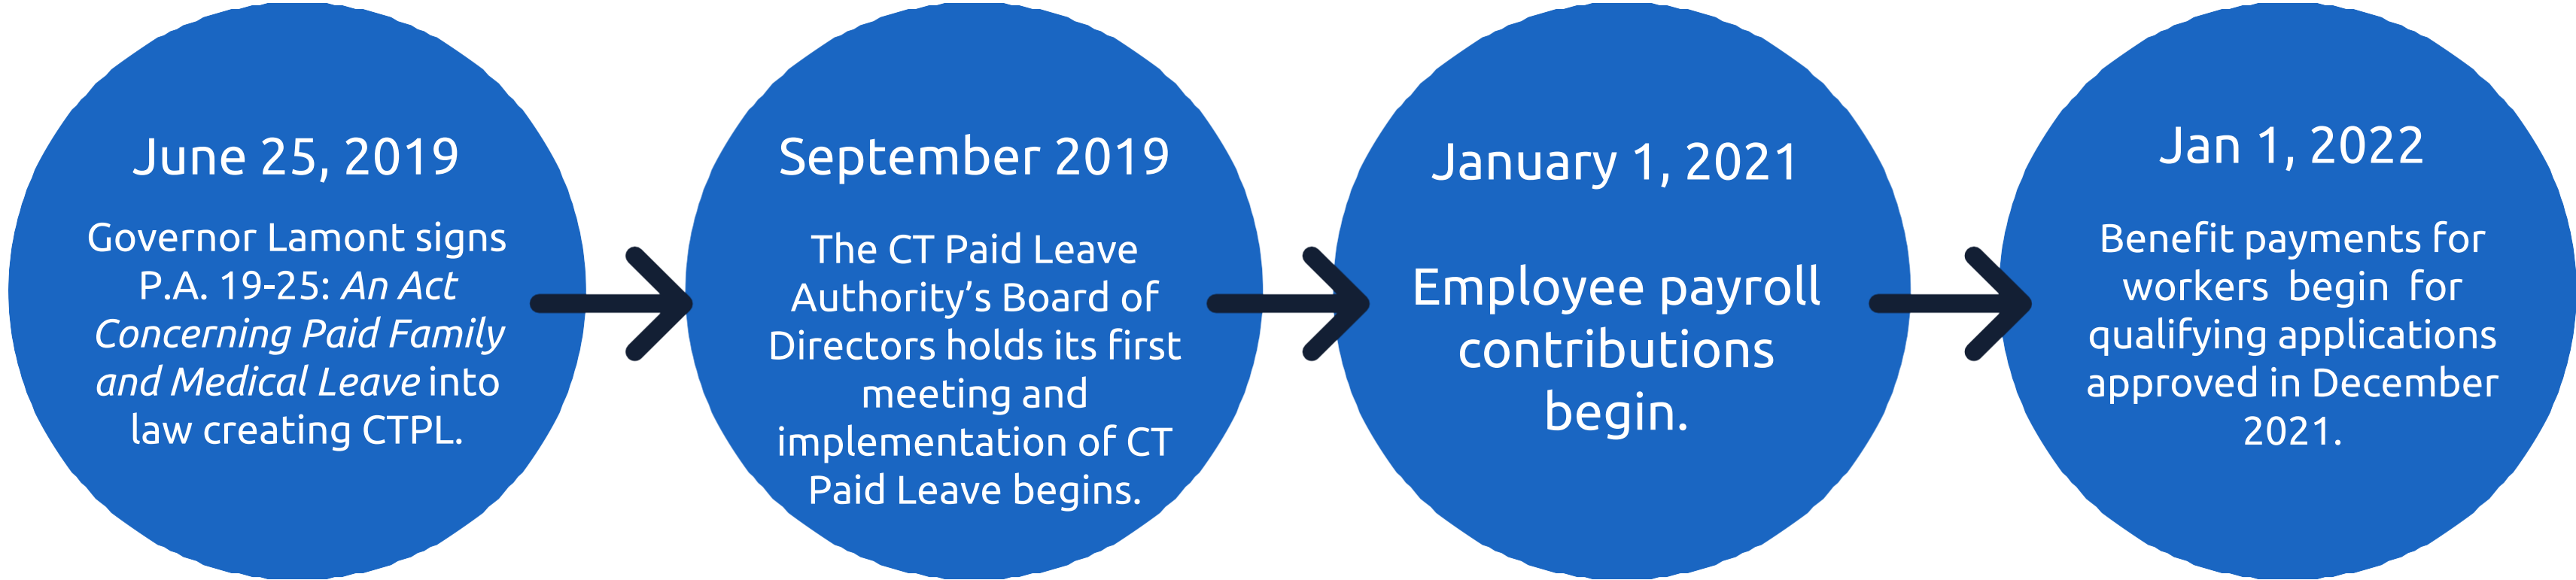 June 25, 2019
Governor Lamont signs
P.A. 19-25: An Act
Concerning Paid Family
and Medical Leave into
law creating CTPL.
September 2019
The CT Paid Leave
Authority’s Board of
Directors holds its first
meeting and
implementation of CT
Paid Leave begins.
January 1, 2021
Employee payroll
contributions
begin.
Jan 1, 2022
Benefit payments for
workers begin for
qualifying applications
approved in December
2021.